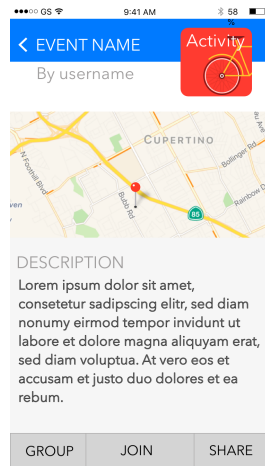 GS 9:41 AM 58 %
EVENT NAME
Activity
By username
CUPERTINO
N Foothill Blvd
Bubb Rd
Bollinger Rd
Rainbow D
au Ave
ven
85
DESCRIPTION
Lorem ipsum dolor sit amet,
consetetur sadipscing elitr, sed diam
nonumy eirmod tempor invidunt ut
labore et dolore magna aliquyam erat,
sed diam voluptua. At vero eos et
accusam et justo duo dolores et ea
rebum.
GROUP JOIN SHARE